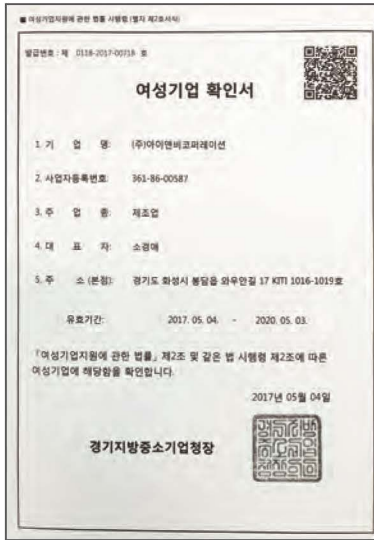 ■ 여성기업지원에 관한 법률 시행령 [별지 제2호서식]
발급번호 : 제 0118-2017-00718 호
여성기업 확인서
1. 기 업 명: (주)아이앤비코퍼레이션
2. 사업자등록번호: 361-86-00587
3. 주 업 종: 제조업
4. 대 표 자: 소경애
5. 주 소 (본점): 경기도 화성시 봉담읍 와우안길 17 KITI 1016-1019호
유효기간: 2017. 05. 04. - 2020. 05. 03.
「여성기업지원에 관한 법률」 제2조 및 같은 법 시행령 제2조에 따른
여성기업에 해당함을 확인합니다.
2017년 05월 04일
경기지방중소기업청장